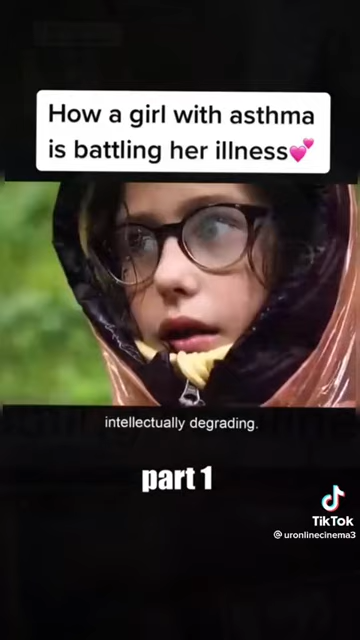 How a girl with asthma
is battling her illness💕
intellectually degrading.
part 1
TikTok
@uronlinecinema3